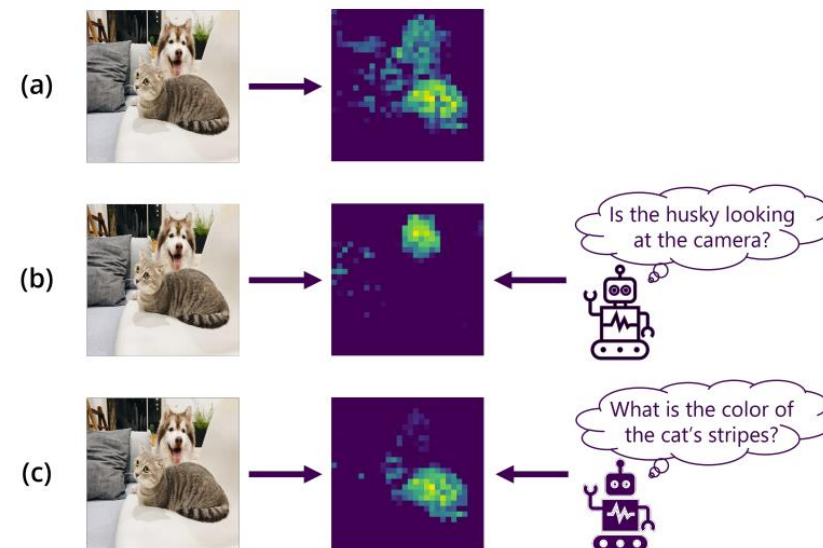 (a)
(b)
Is the husky looking
at the camera?
(c)
What is the color of
the cat's stripes?